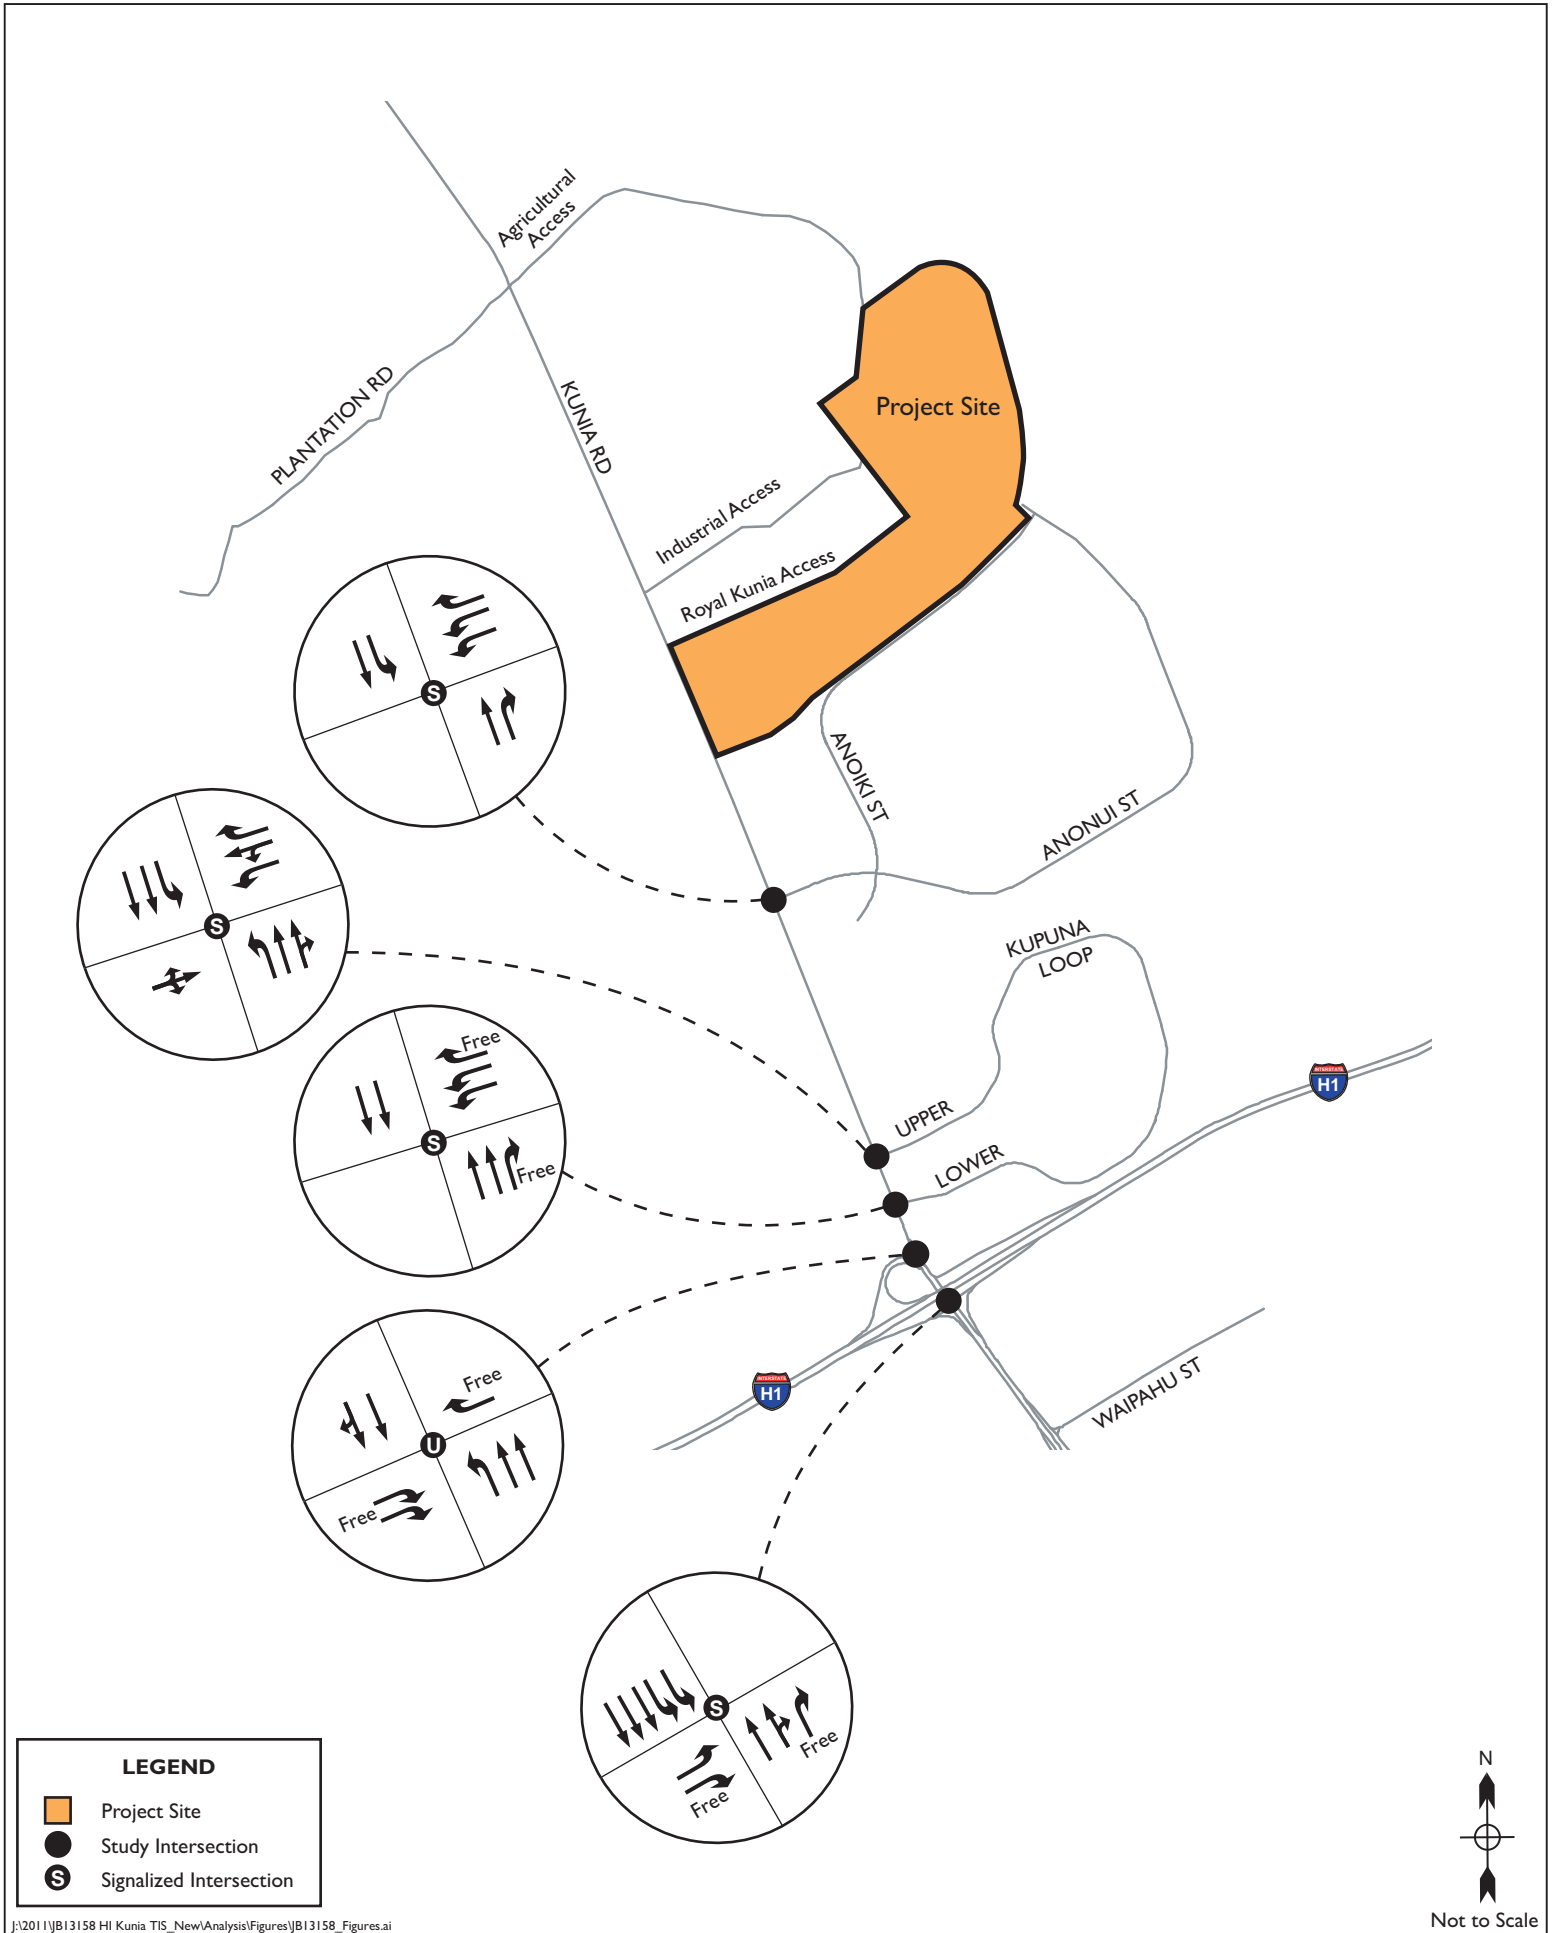 Agricultural
Access
PLANTATION RD
KUNIA RD
Project Site
Industrial Access
Royal Kunia Access
S
ANOIKI ST
ANONUI ST
S
KUPUNA
LOOP
Free
S
Free
UPPER
LOWER
INTERSTATE
H1
INTERSTATE
H1
WAIPAHU ST
Free
U
Free
S
Free
Free
LEGEND
Project Site
Study Intersection
S Signalized Intersection
N
Not to Scale
J:\2011\JB13158 HI Kunia TIS_New\Analysis\Figures\JB13158_Figures.ai